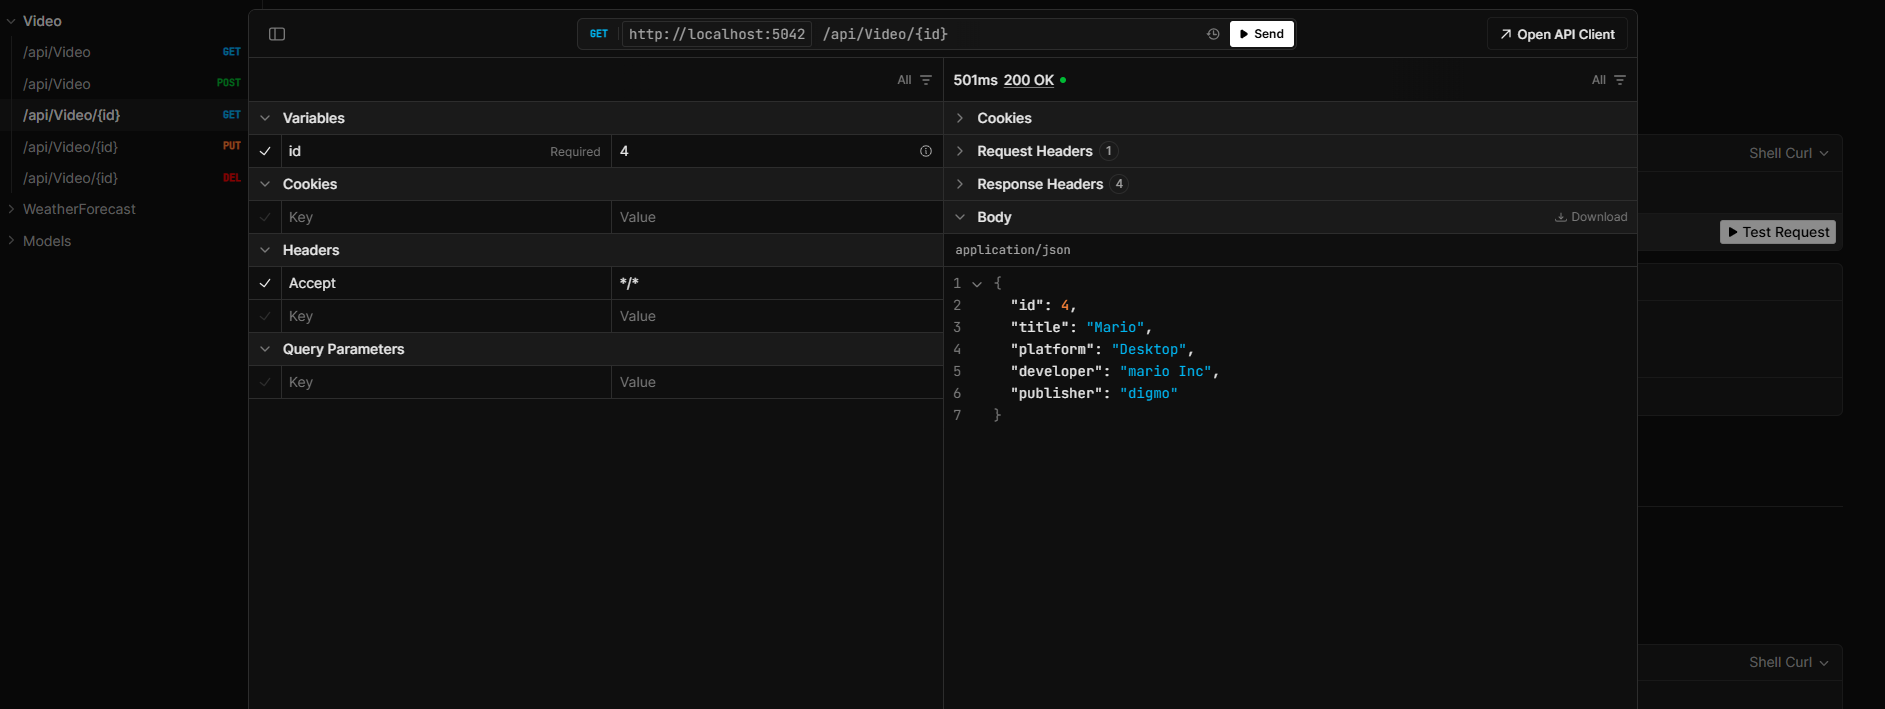 Video
/api/Video GET
/api/Video POST
/api/Video/{id} GET
/api/Video/{id} PUT
/api/Video/{id} DEL
WeatherForecast
Models
GET http://localhost:5042 /api/Video/{id} Send
Open API Client
All
Variables
id Required 4
Cookies
Key Value
Headers
Accept */*
Key Value
Query Parameters
Key Value
501ms 200 OK All
Cookies
Request Headers 1
Response Headers 4
Body Download
application/json
1 {
2 "id": 4,
3 "title": "Mario",
4 "platform": "Desktop",
5 "developer": "mario Inc",
6 "publisher": "digmo"
7 }
Shell Curl
Test Request
Shell Curl